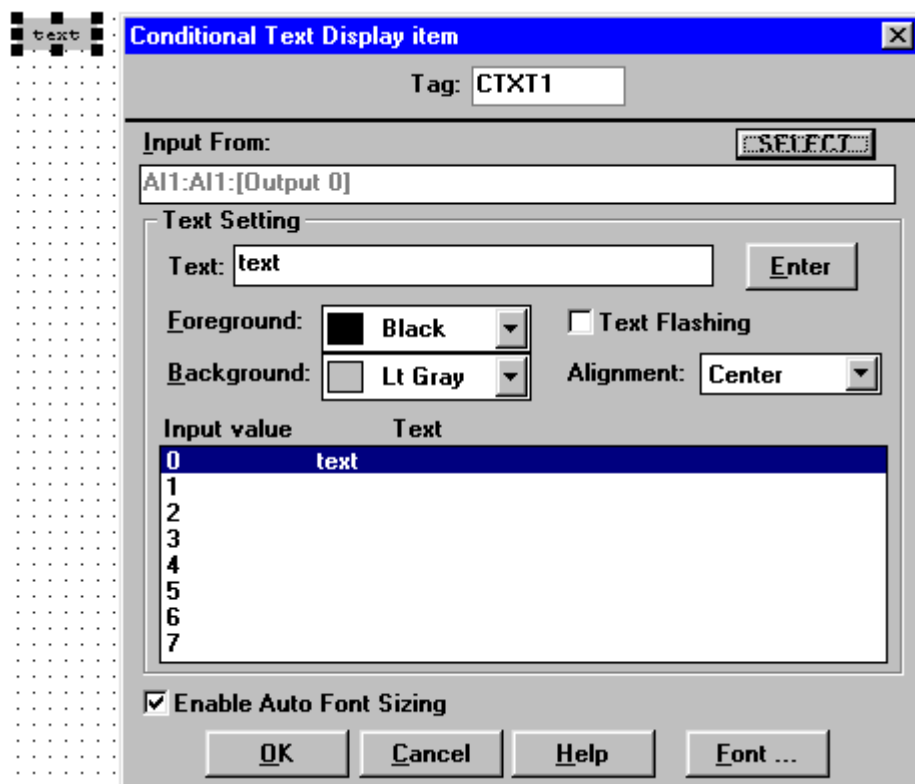 text
Conditional Text Display item
Tag: CTXT1
Input From:
SELECT
AI1:AI1:[Output 0]
Text Setting
Text: text Enter
Foreground: Black Text Flashing
Background: Lt Gray Alignment: Center
Input value Text
0 text
1
2
3
4
5
6
7
Enable Auto Font Sizing
OK Cancel Help Font ...